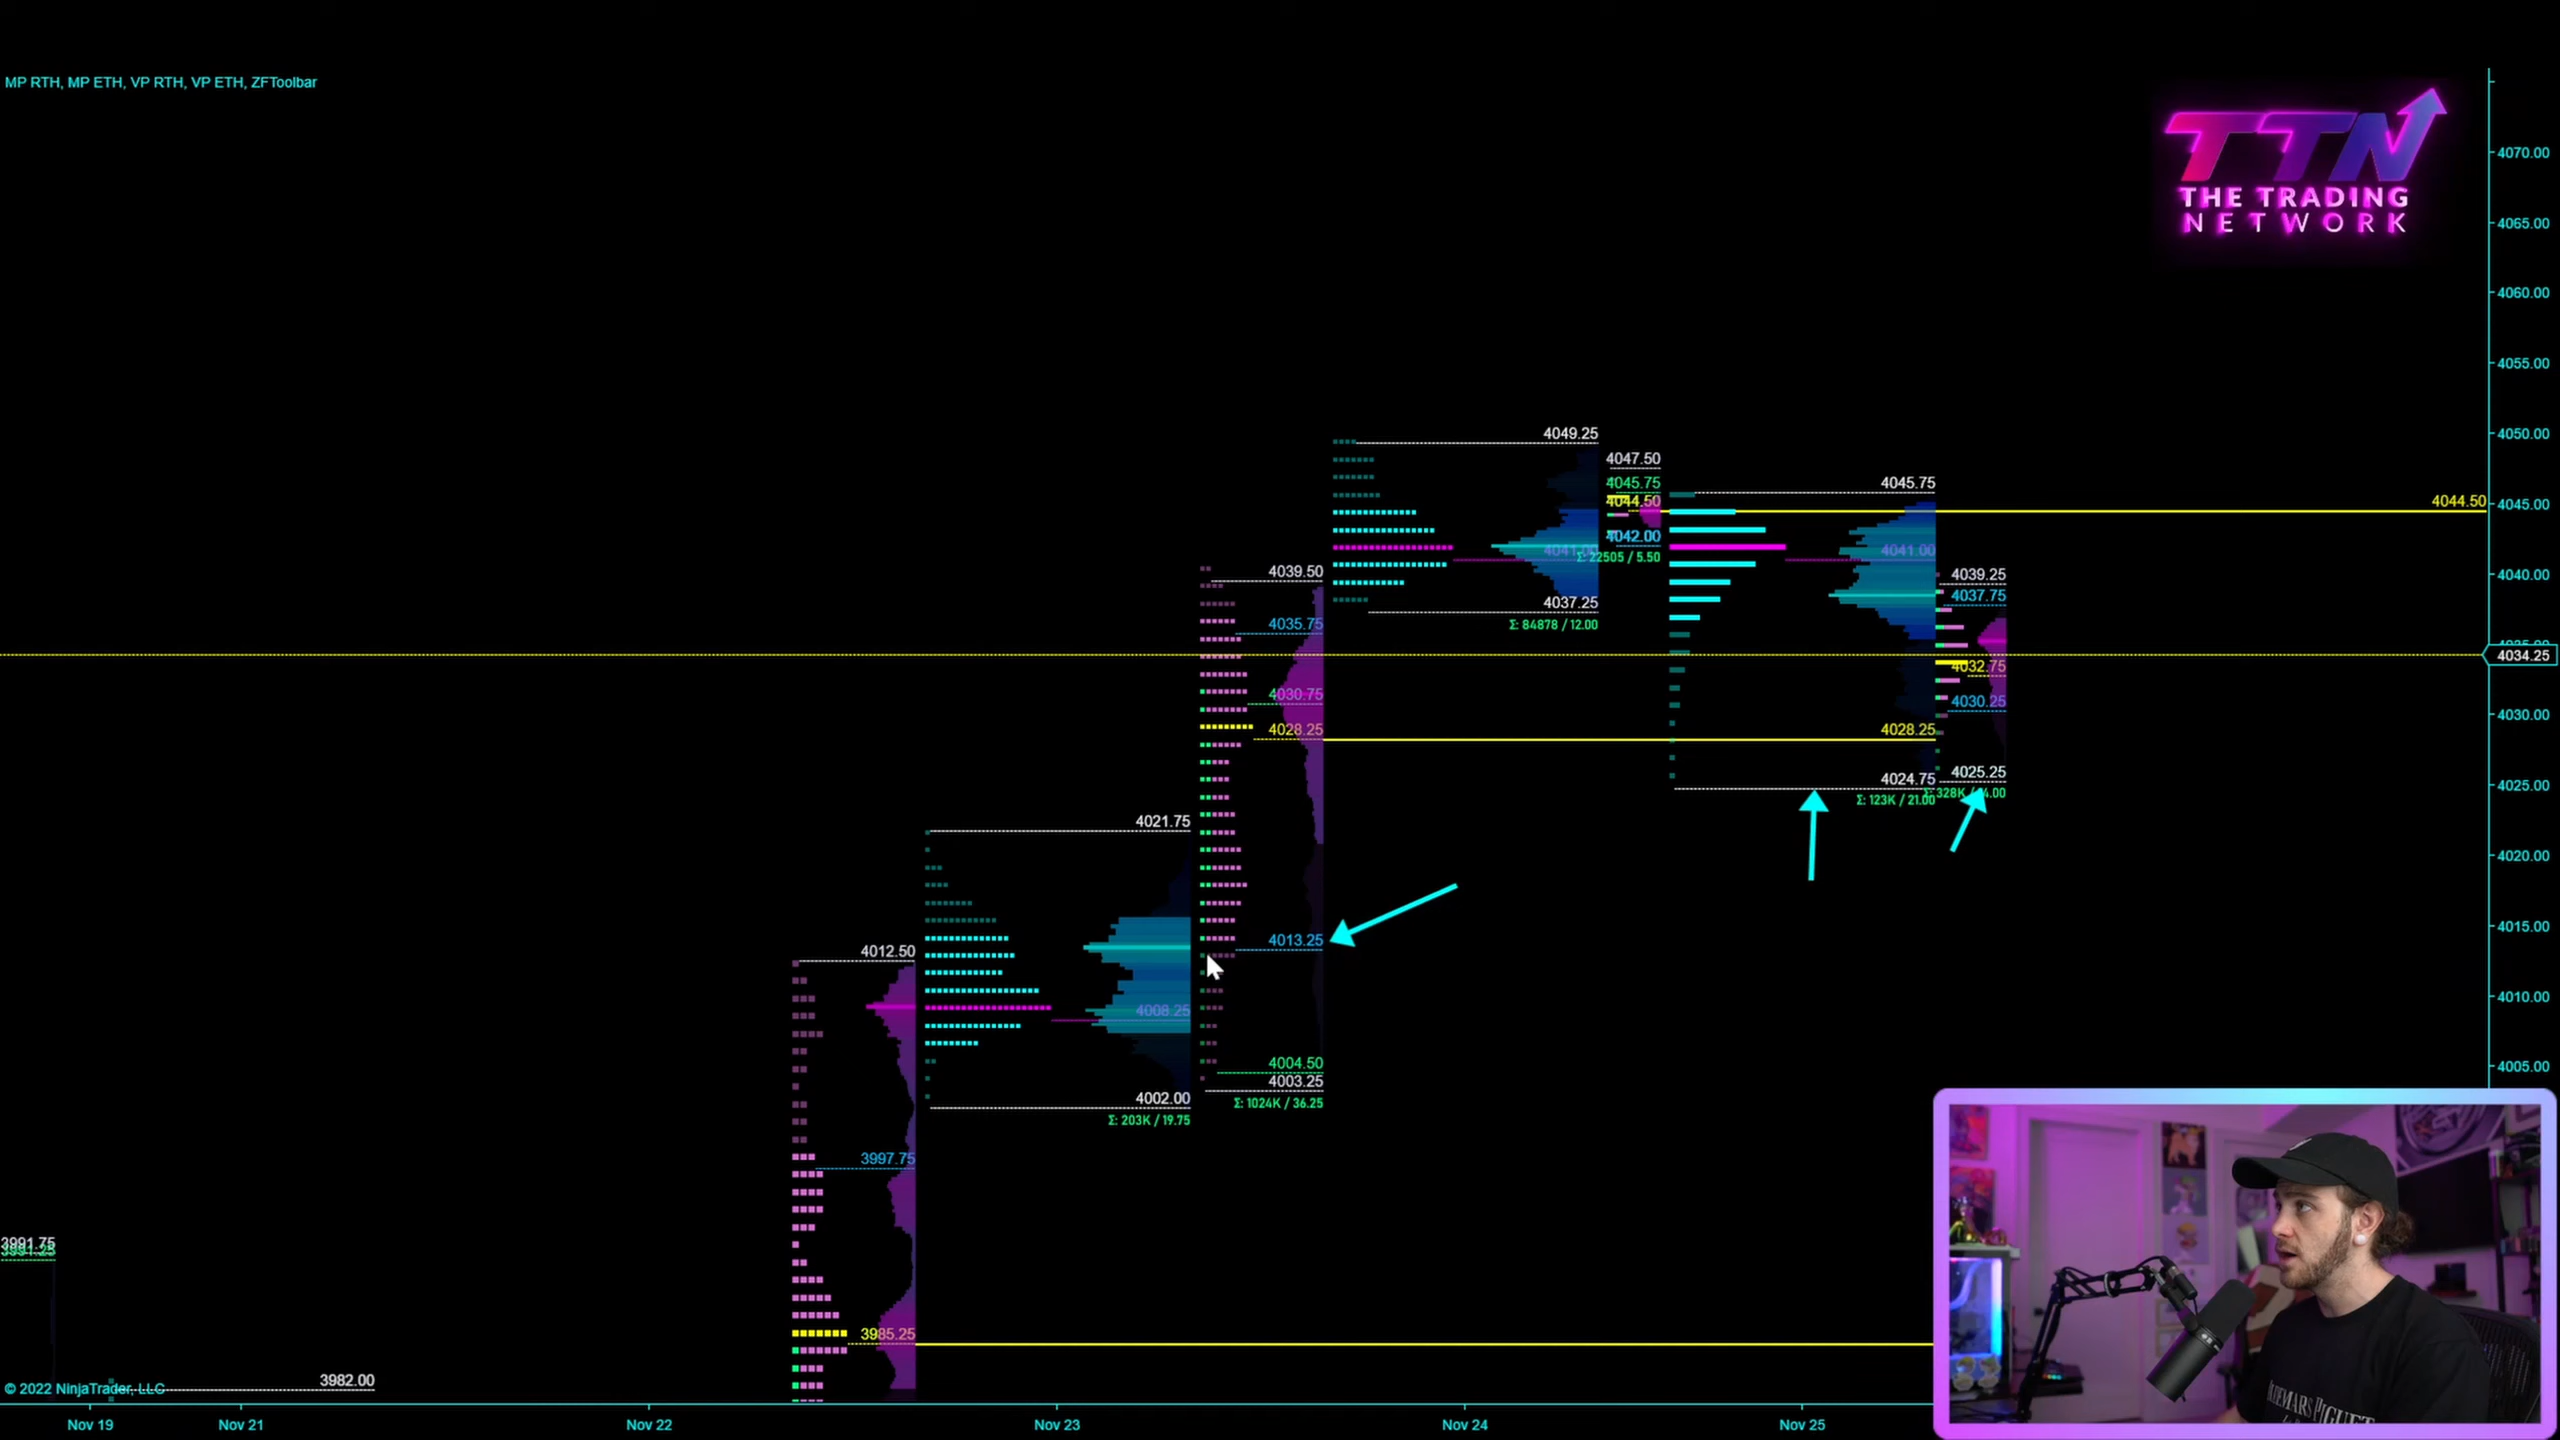 MP RTH, MP ETH, VP RTH, VP ETH, ZFToolbar
TTN
THE TRADING
NETWORK
4070.00
4065.00
4060.00
4055.00
4050.00
4045.00
4040.00
4034.25
4030.00
4025.00
4020.00
4015.00
4010.00
4005.00
4049.25
4047.50
4045.75
4044.50
4042.00
4041.00
Σ: 22505 / 5.50
4045.75
4044.50
4041.00
4039.50
4039.25
4037.75
4037.25
Σ: 84878 / 12.00
4035.75
4032.75
4030.75
4030.25
4028.25
4028.25
4025.25
4024.75
Σ: 123K / 21.00
4021.75
4013.25
4012.50
4008.25
4004.50
4003.25
Σ: 1024K / 36.25
4002.00
Σ: 203K / 19.75
3997.75
3991.75
3985.25
3982.00
© 2022 NinjaTrader, LLC
Nov 19
Nov 21
Nov 22
Nov 23
Nov 24
Nov 25